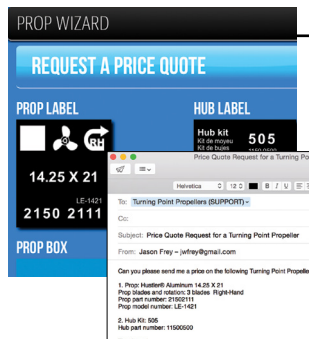 PROP WIZARD
REQUEST A PRICE QUOTE
PROP LABEL
HUB LABEL
RH
14.25 X 21
LE-1421
2150 2111
Hub kit
Kit de moyeu
Kit de bujes
505
PROP BOX
Price Quote Request for a Turning Po
Helvetica 12 B I U
To: Turning Point Propellers (SUPPORT)
Cc:
Subject: Price Quote Request for a Turning Point Propeller
From: Jason Frey – jwfrey@gmail.com
Can you please send me a price on the following Turning Point Propelle
1. Prop: Hustler® Aluminum 14.25 X 21
Prop blades and rotation: 3 blades Right-Hand
Prop part number: 21502111
Prop model number: LE-1421
2. Hub Kit: 505
Hub part number: 11500500